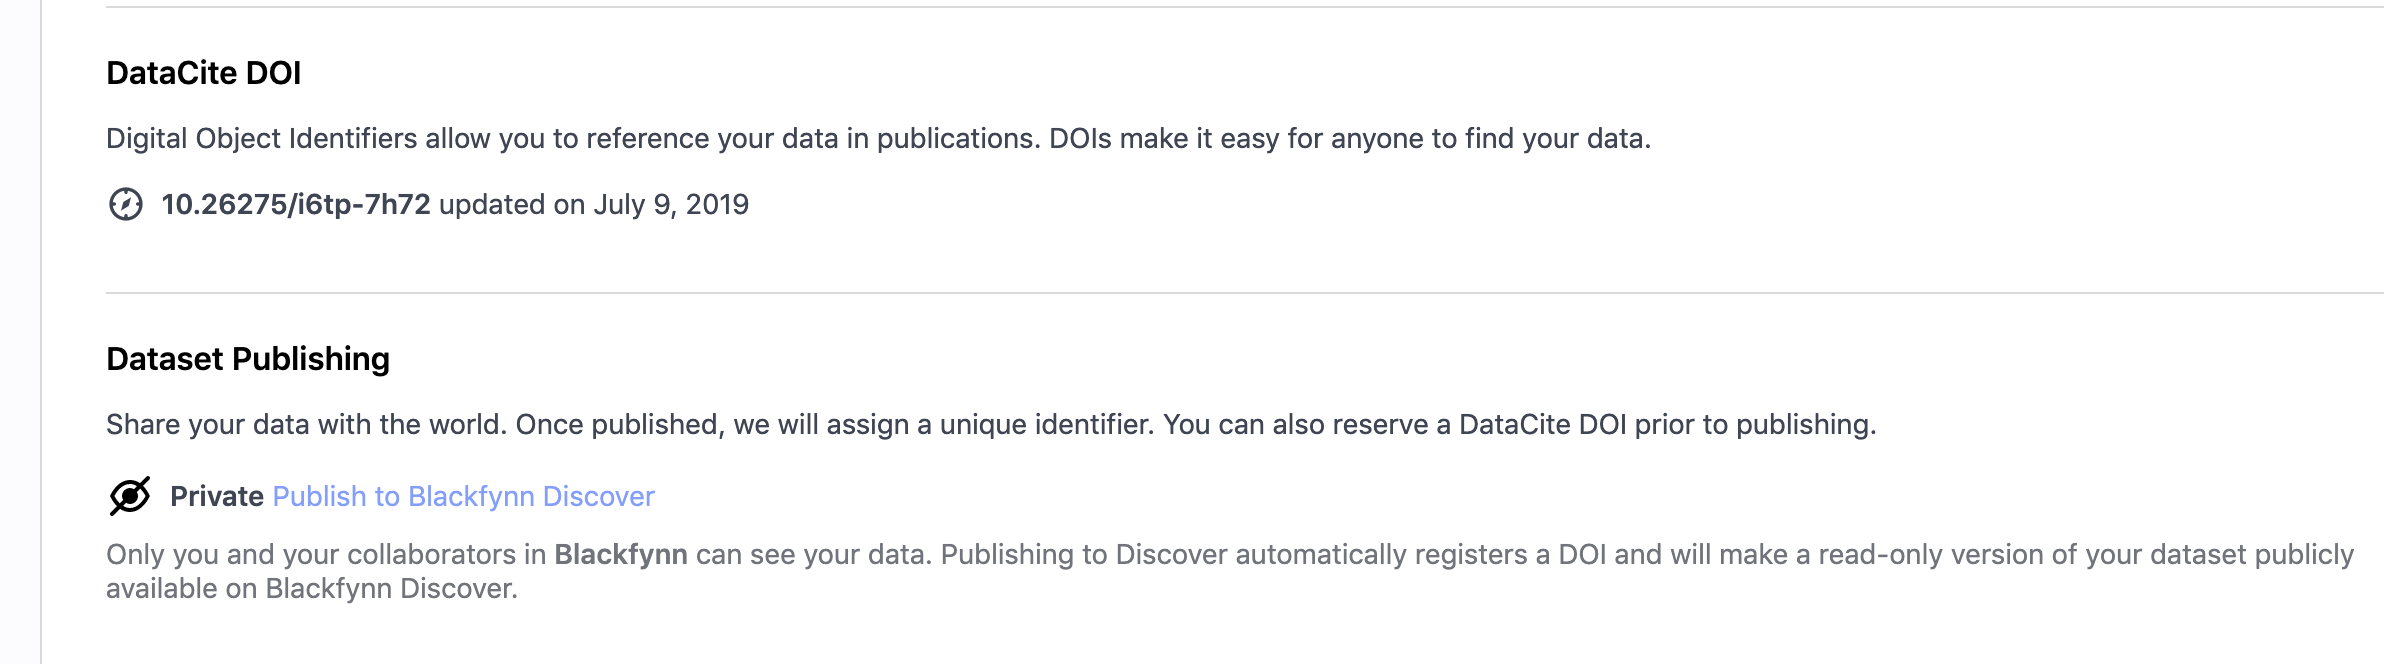 DataCite DOI
Digital Object Identifiers allow you to reference your data in publications. DOIs make it easy for anyone to find your data.
10.26275/i6tp-7h72 updated on July 9, 2019
Dataset Publishing
Share your data with the world. Once published, we will assign a unique identifier. You can also reserve a DataCite DOI prior to publishing.
Private Publish to Blackfynn Discover
Only you and your collaborators in Blackfynn can see your data. Publishing to Discover automatically registers a DOI and will make a read-only version of your dataset publicly
available on Blackfynn Discover.